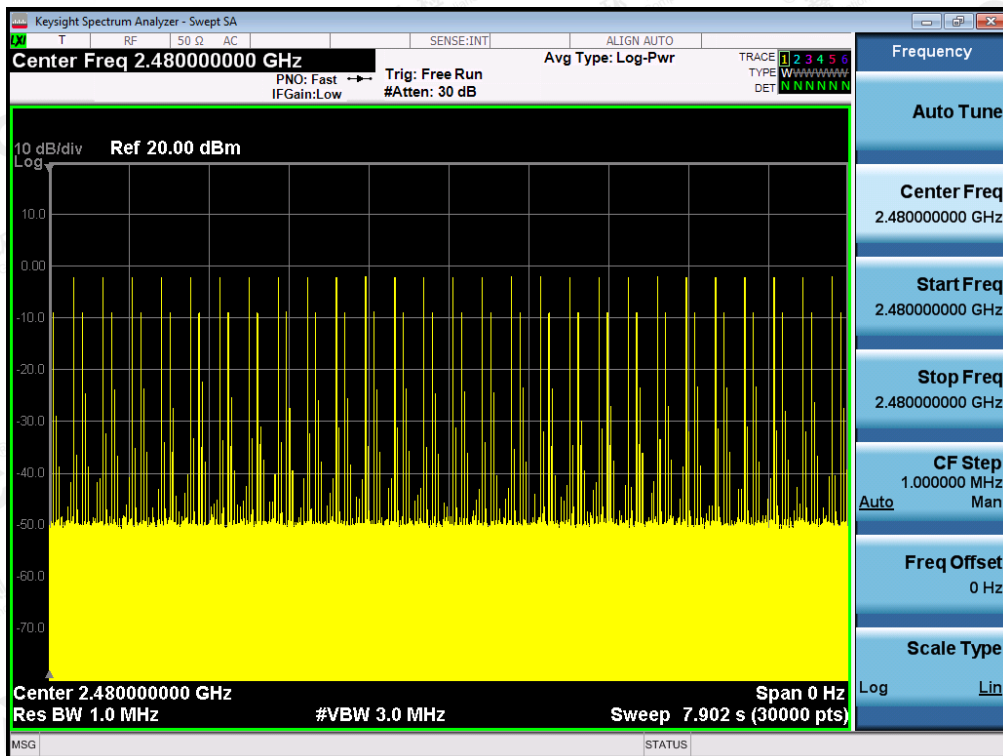 Keysight Spectrum Analyzer - Swept SA
LXI T RF 50 Ω AC SENSE:INT ALIGN AUTO
Center Freq 2.480000000 GHz
PNO: Fast
IFGain:Low
Trig: Free Run
#Atten: 30 dB
Avg Type: Log-Pwr
TRACE 1 2 3 4 5 6
TYPE WWWWWW
DET N N N N N N
10 dB/div Ref 20.00 dBm
Log
10.0
0.00
-10.0
-20.0
-30.0
-40.0
-50.0
-60.0
-70.0
Center 2.480000000 GHz Span 0 Hz
Res BW 1.0 MHz #VBW 3.0 MHz Sweep 7.902 s (30000 pts)
MSG STATUS
Frequency
Auto Tune
Center Freq
2.480000000 GHz
Start Freq
2.480000000 GHz
Stop Freq
2.480000000 GHz
CF Step
1.000000 MHz
Auto Man
Freq Offset
0 Hz
Scale Type
Log Lin